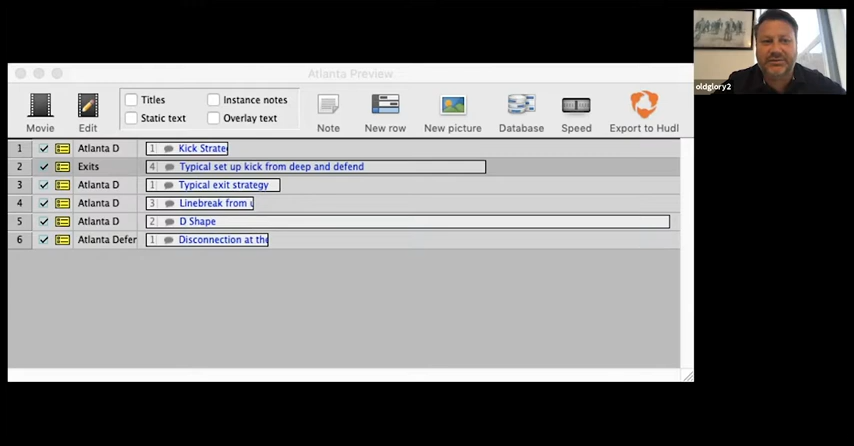 Atlanta Preview
Titles
Instance notes
Static text
Overlay text
Movie
Edit
Note
New row
New picture
Database
Speed
Export to Hudl
oldglory2
1 Atlanta D 1 Kick Strate
2 Exits 4 Typical set up kick from deep and defend
3 Atlanta D 1 Typical exit strategy
4 Atlanta D 3 Linebreak from u
5 Atlanta D 2 D Shape
6 Atlanta Defer 1 Disconnection at the